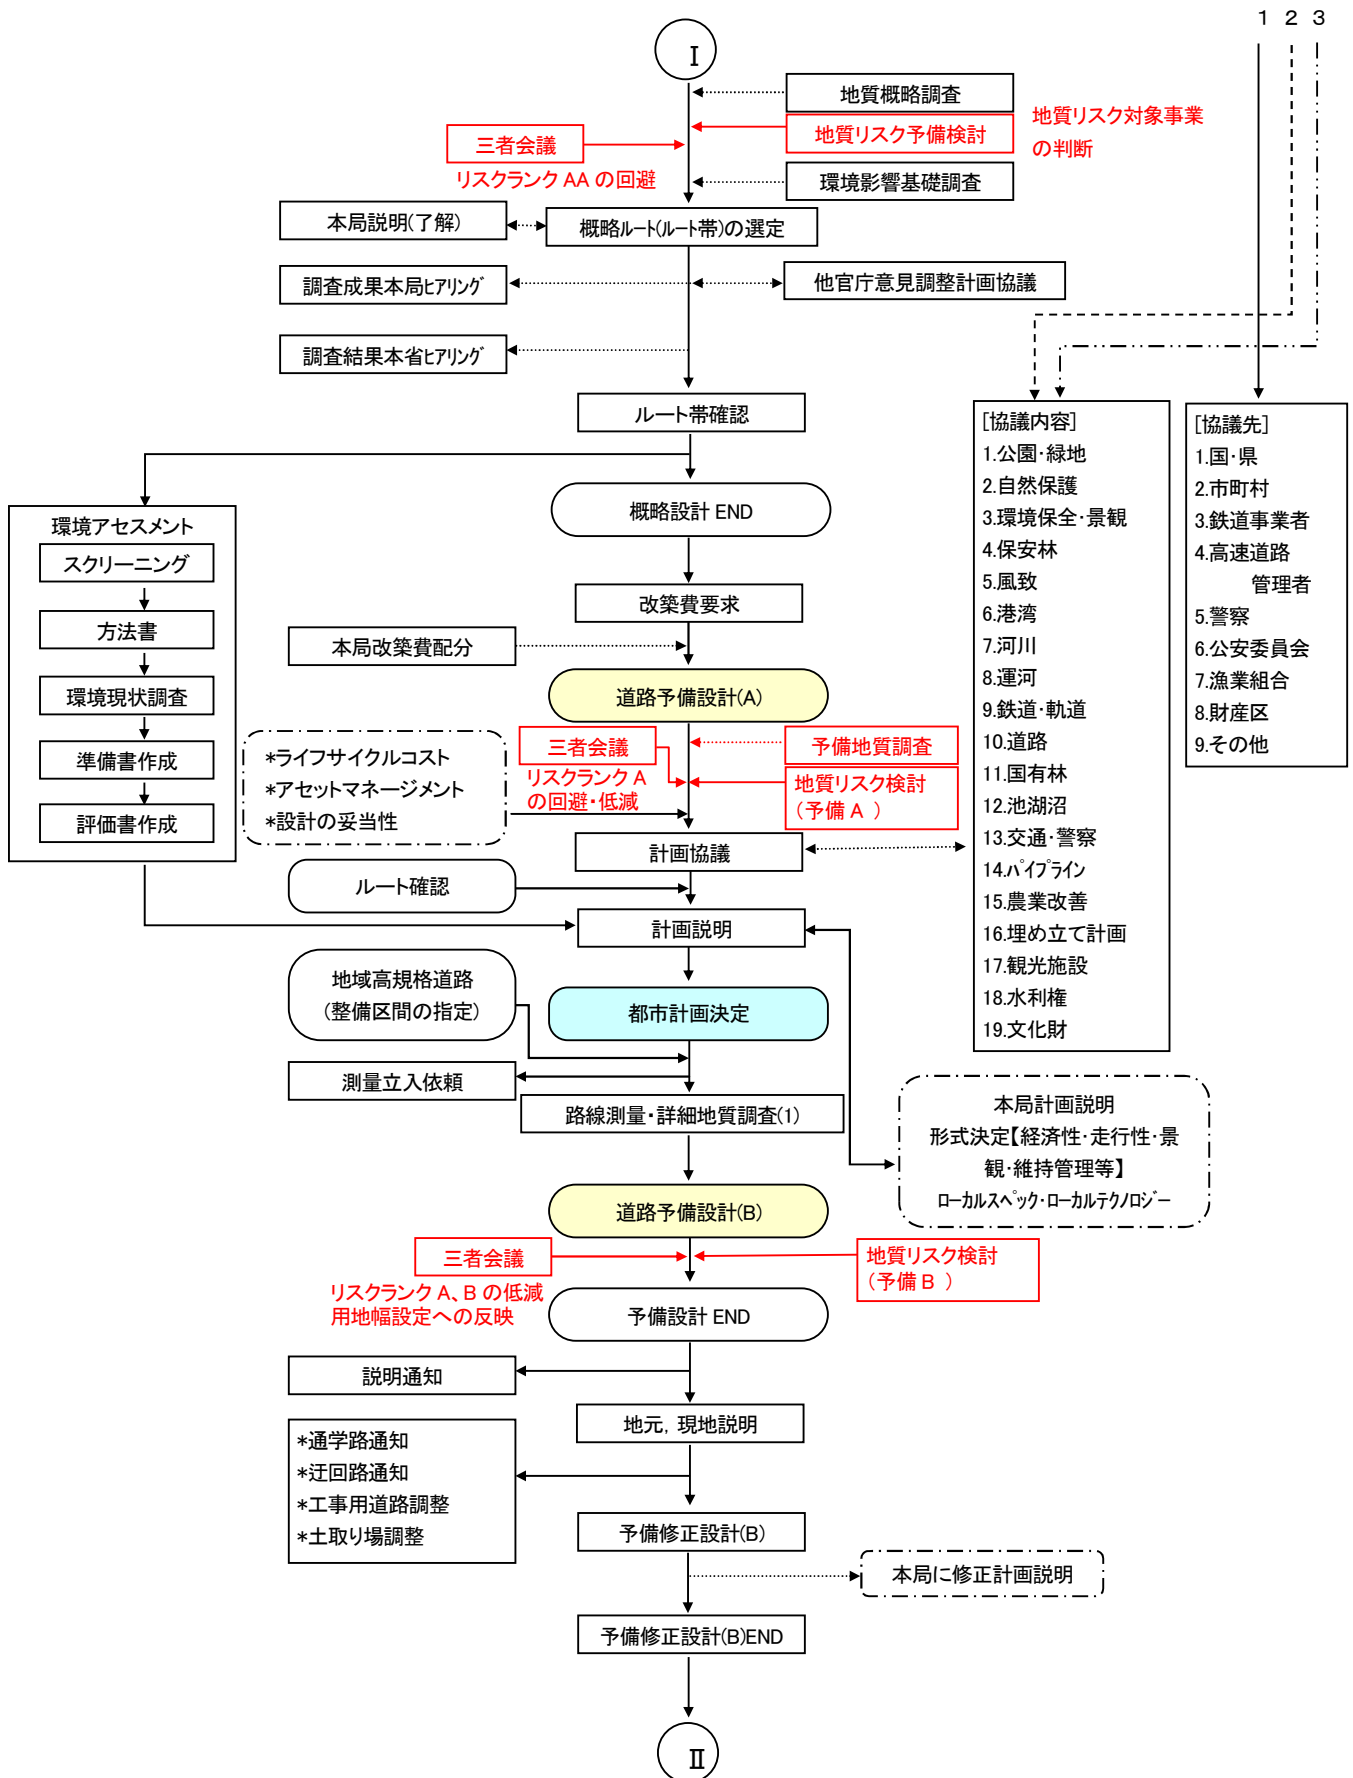 1 2 3
Ⅰ
地質概略調査
地質リスク予備検討
地質リスク対象事業
の判断
三者会議
リスクランク AA の回避
環境影響基礎調査
本局説明(了解)
概略ルート(ルート帯)の選定
調査成果本局ﾋｱﾘﾝｸﾞ
他官庁意見調整計画協議
調査結果本省ﾋｱﾘﾝｸﾞ
ルート帯確認
[協議内容]
1.公園･緑地
2.自然保護
3.環境保全･景観
4.保安林
5.風致
6.港湾
7.河川
8.運河
9.鉄道･軌道
10.道路
11.国有林
12.池湖沼
13.交通･警察
14.ﾊﾟｲﾌﾟﾗｲﾝ
15.農業改善
16.埋め立て計画
17.観光施設
18.水利権
19.文化財
[協議先]
1.国･県
2.市町村
3.鉄道事業者
4.高速道路
管理者
5.警察
6.公安委員会
7.漁業組合
8.財産区
9.その他
環境アセスメント
スクリーニング
方法書
環境現状調査
準備書作成
評価書作成
概略設計 END
改築費要求
本局改築費配分
道路予備設計(A)
三者会議
リスクランク A
の回避･低減
予備地質調査
地質リスク検討
(予備 A )
*ライフサイクルコスト
*アセットマネージメント
*設計の妥当性
計画協議
ルート確認
計画説明
地域高規格道路
(整備区間の指定)
都市計画決定
測量立入依頼
路線測量･詳細地質調査(1)
本局計画説明
形式決定【経済性･走行性･景
観･維持管理等】
ﾛｰｶﾙｽﾍﾟｯｸ･ﾛｰｶﾙﾃｸﾉﾛｼﾞｰ
道路予備設計(B)
三者会議
リスクランク A、B の低減
用地幅設定への反映
地質リスク検討
(予備 B )
予備設計 END
説明通知
地元, 現地説明
*通学路通知
*迂回路通知
*工事用道路調整
*土取り場調整
予備修正設計(B)
本局に修正計画説明
予備修正設計(B)END
Ⅱ